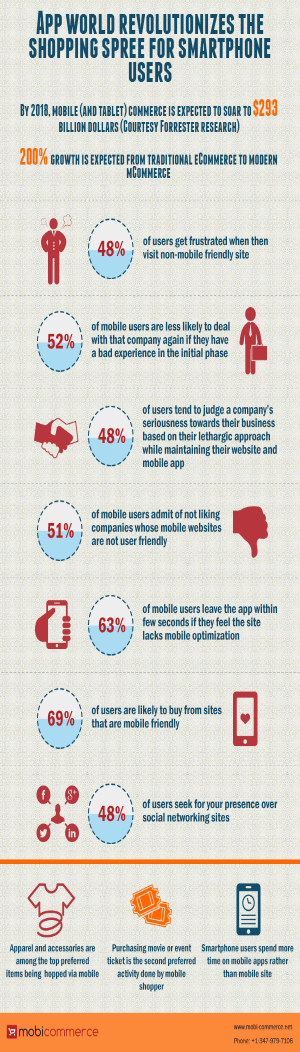 APP WORLD REVOLUTIONIZES THE
SHOPPING SPREE FOR SMARTPHONE
USERS
BY 2018, MOBILE (AND TABLET) COMMERCE IS EXPECTED TO SOAR TO $293
BILLION DOLLARS (COURTESY FORRESTER RESEARCH)
200% GROWTH IS EXPECTED FROM TRADITIONAL ECOMMERCE TO MODERN
MCOMMERCE
48%
of users get frustrated when then
visit non-mobile friendly site
52%
of mobile users are less likely to deal
with that company again if they have
a bad experience in the initial phase
48%
of users tend to judge a company's
seriousness towards their business
based on their lethargic approach
while maintaining their website and
mobile app
51%
of mobile users admit of not liking
companies whose mobile websites
are not user friendly
63%
of mobile users leave the app within
few seconds if they feel the site
lacks mobile optimization
69%
of users are likely to buy from sites
that are mobile friendly
f
g+
in
48%
of users seek for your presence over
social networking sites
Apparel and accessories are
among the top preferred
items being hopped via mobile
Purchasing movie or event
ticket is the second preferred
activity done by mobile
shopper
Smartphone users spend more
time on mobile apps rather
than mobile site
mobicommerce
www.mobi-commerce.net
Phone: +1-347-979-7106